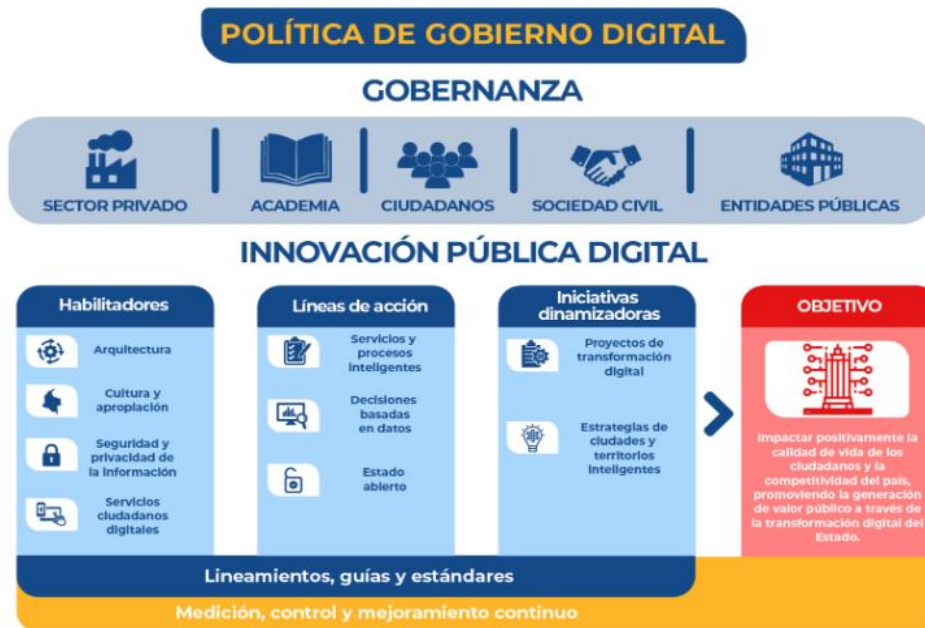 POLÍTICA DE GOBIERNO DIGITAL
GOBERNANZA
SECTOR PRIVADO
ACADEMIA
CIUDADANOS
SOCIEDAD CIVIL
ENTIDADES PÚBLICAS
INNOVACIÓN PÚBLICA DIGITAL
Habilitadores
Arquitectura
Cultura y
apropiación
Seguridad y
privacidad de
la Información
Servicios
ciudadanos
digitales
Líneas de acción
Servicios y
procesos
inteligentes
Decisiones
basadas
en datos
Estado
abierto
Iniciativas
dinamizadoras
Proyectos de
transformación
digital
Estrategias de
ciudades y
territorios
inteligentes
OBJETIVO
Impactar positivamente la
calidad de vida de los
ciudadanos y la
competitividad del país,
promoviendo la generación
de valor público a través de
la transformación digital del
Estado.
Lineamientos, guías y estándares
Medición, control y mejoramiento continuo